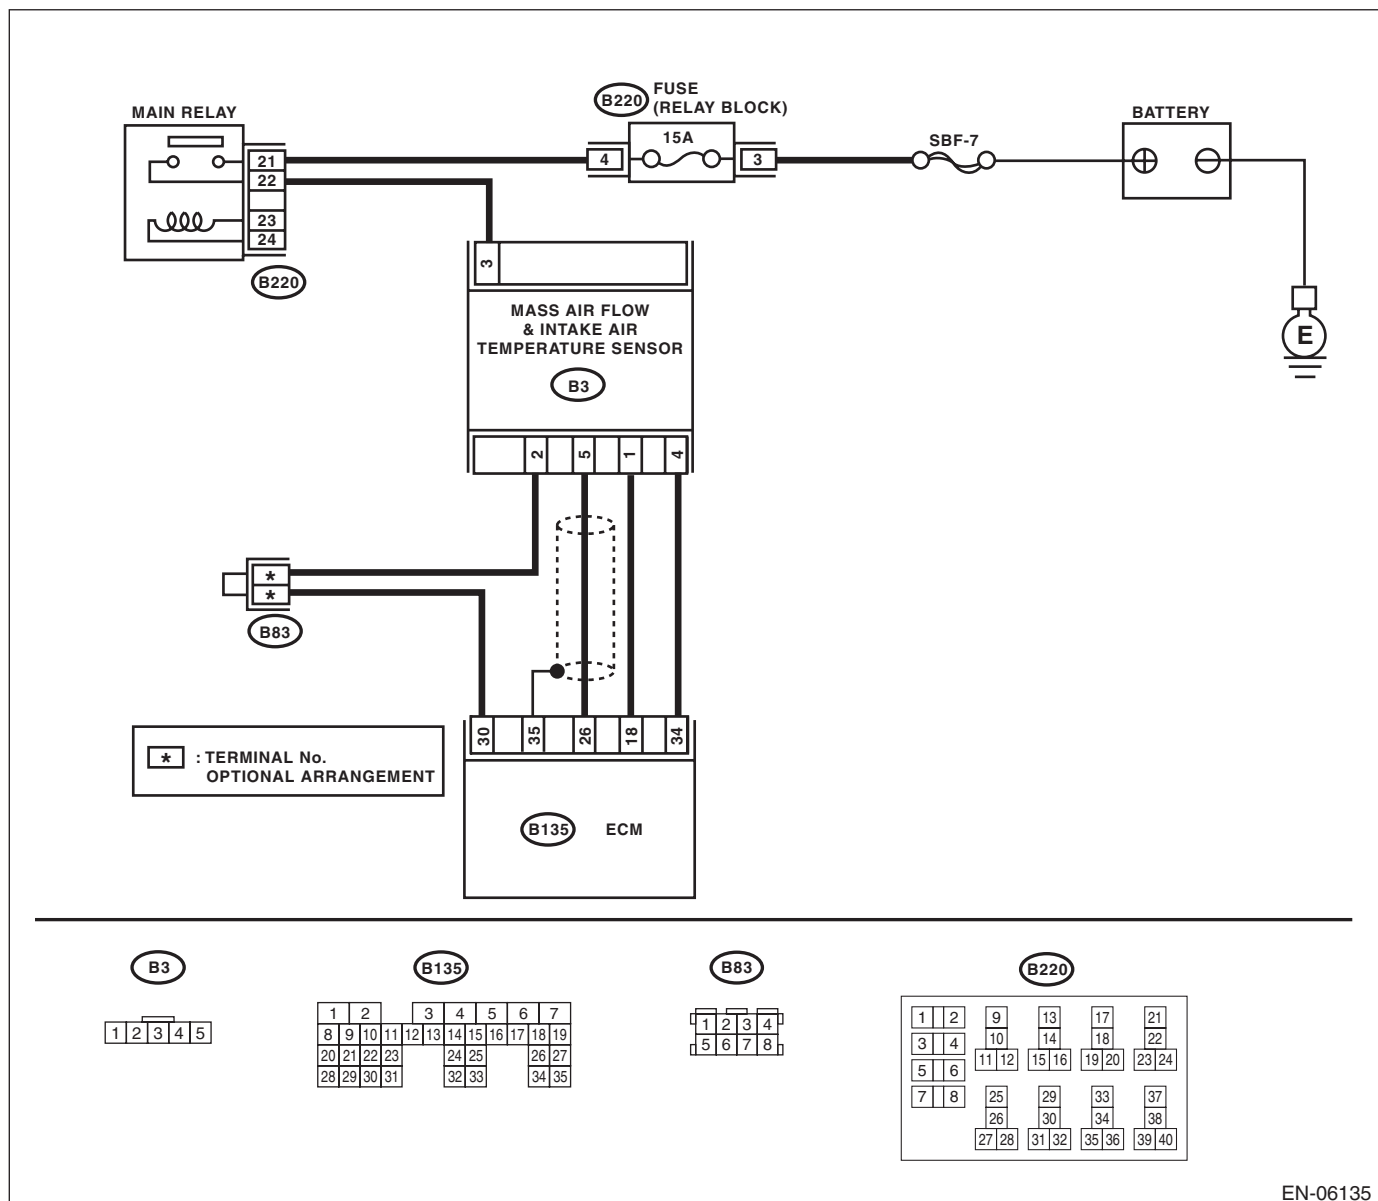 B220
FUSE
(RELAY BLOCK)
MAIN RELAY
15A
SBF-7
BATTERY
21
22
23
24
4
3
B220
3
MASS AIR FLOW
& INTAKE AIR
TEMPERATURE SENSOR
B3
E
2 5 1 4
*
*
B83
30 35 26 18 34
* : TERMINAL No.
OPTIONAL ARRANGEMENT
B135 ECM
B3
1 2 3 4 5
B135
1 2 3 4 5 6 7
8 9 10 11 12 13 14 15 16 17 18 19
20 21 22 23 24 25 26 27
28 29 30 31 32 33 34 35
B83
1 2 3 4
5 6 7 8
B220
1 2 9 13 17 21
3 4 10 14 18 22
11 12 15 16 19 20 23 24
5 6
7 8 25 29 33 37
26 30 34 38
27 28 31 32 35 36 39 40
EN-06135